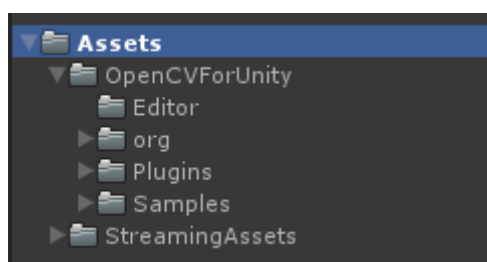 Assets
OpenCVForUnity
Editor
org
Plugins
Samples
StreamingAssets